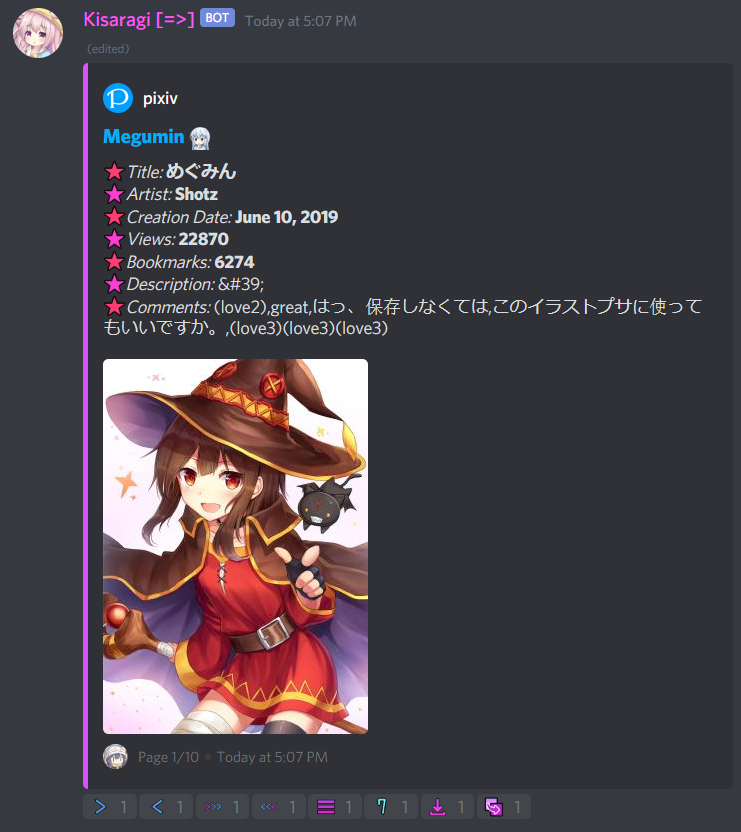 Kisaragi [=>] BOT Today at 5:07 PM
(edited)
pixiv
Megumin
Title: めぐみん
Artist: Shotz
Creation Date: June 10, 2019
Views: 22870
Bookmarks: 6274
Description: &#39;
Comments: (love2),great,はっ、保存しなくては,このイラストプサに使って
もいいですか。,(love3)(love3)(love3)
Page 1/10 • Today at 5:07 PM
> 1 < 1 >>> 1 <<< 1 1 1 1 1